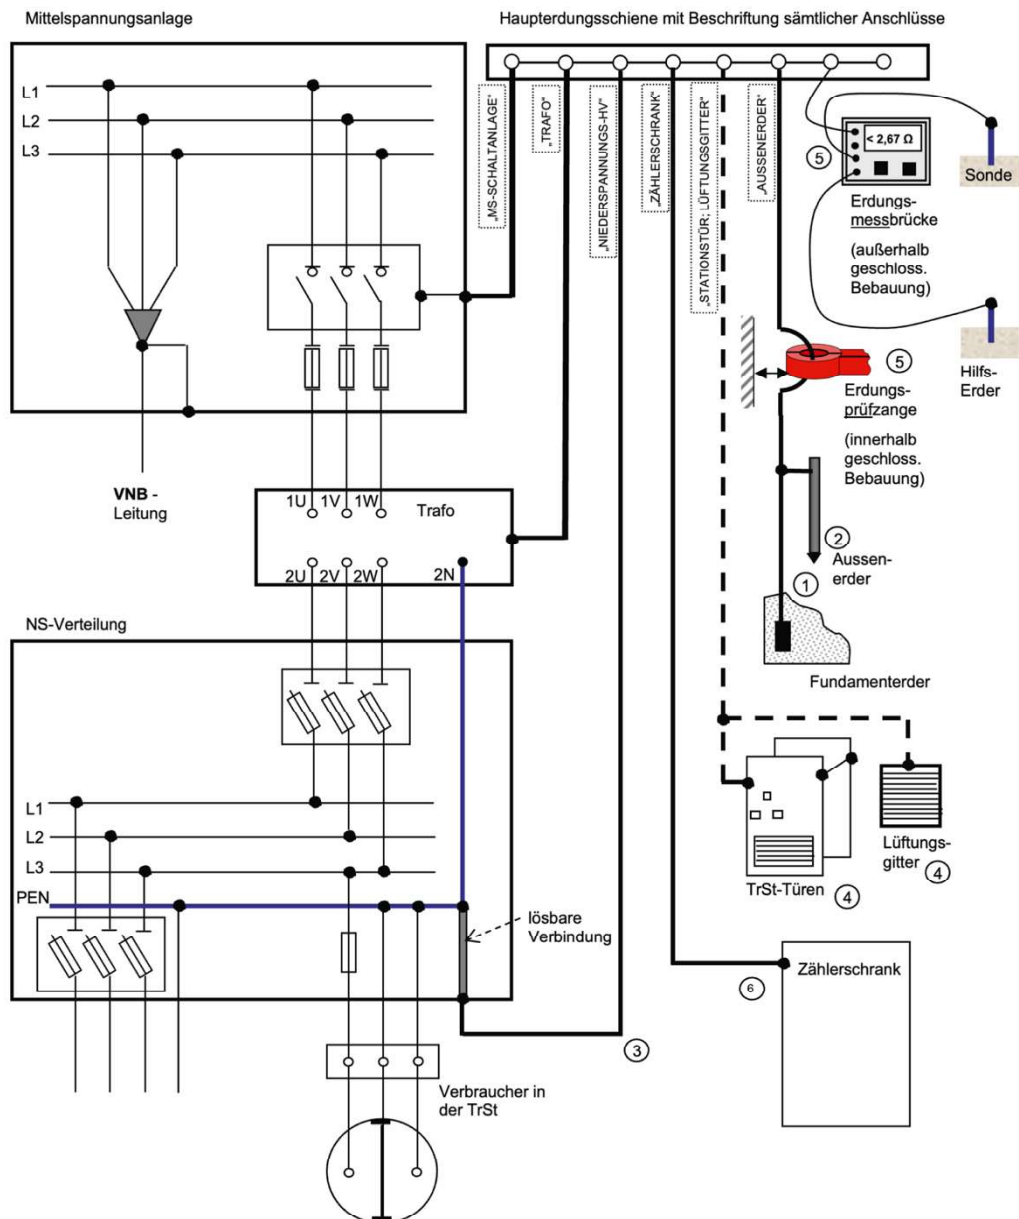 Mittelspannungsanlage
Haupterdungsschiene mit Beschriftung sämtlicher Anschlüsse
L1
L2
L3
„MS-SCHALTANLAGE“
„TRAFO“
„NIEDERSPANNUNGS-HV“
„ZÄHLERSCHRANK“
„STATIONSTÜR; LÜFTUNGSGITTER“
„AUSSENERDER“
< 2,67 Ω
5
Sonde
Erdungs-
messbrücke
(außerhalb
geschloss.
Bebauung)
5
Erdungs-
prüfzange
(innerhalb
geschloss.
Bebauung)
Hilfs-
Erder
VNB -
Leitung
1U 1V 1W
Trafo
2U 2V 2W 2N
2
Aussen-
erder
1
Fundamenterder
NS-Verteilung
L1
L2
L3
PEN
lösbare
Verbindung
TrSt-Türen 4
Lüftungs-
gitter 4
Zählerschrank
6
3
Verbraucher in
der TrSt